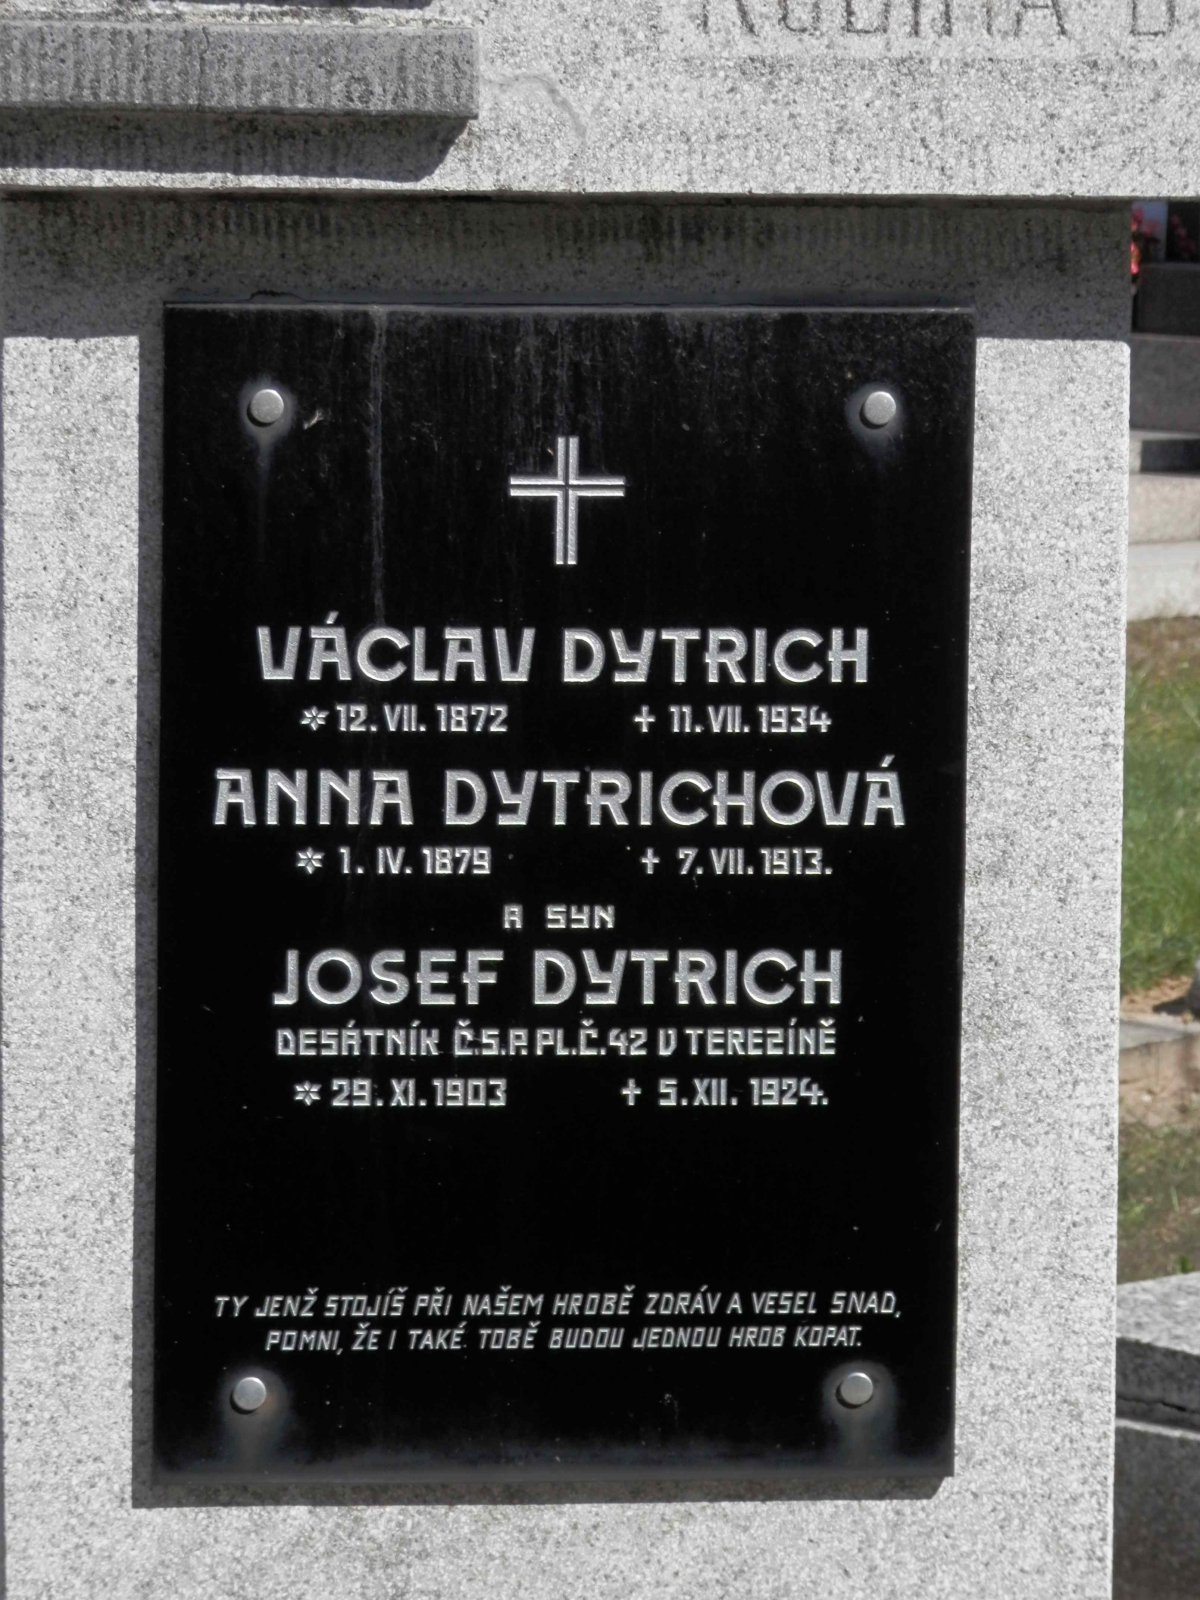 RODINA D
VÁCLAV DYTRICH
* 12. VII. 1872 + 11. VII. 1934
ANNA DYTRICHOVÁ
* 1. IV. 1879 + 7. VII. 1913.
A SYN
JOSEF DYTRICH
DESÁTNÍK Č.S.P. PL.Č. 42 V TEREZÍNĚ
* 29. XI. 1903 + 5. XII. 1924.
TY JENŽ STOJÍŠ PŘI NAŠEM HROBĚ ZDRÁV A VESEL SNAD,
POMNI, ŽE I TAKÉ TOBĚ BUDOU JEDNOU HROB KOPAT.